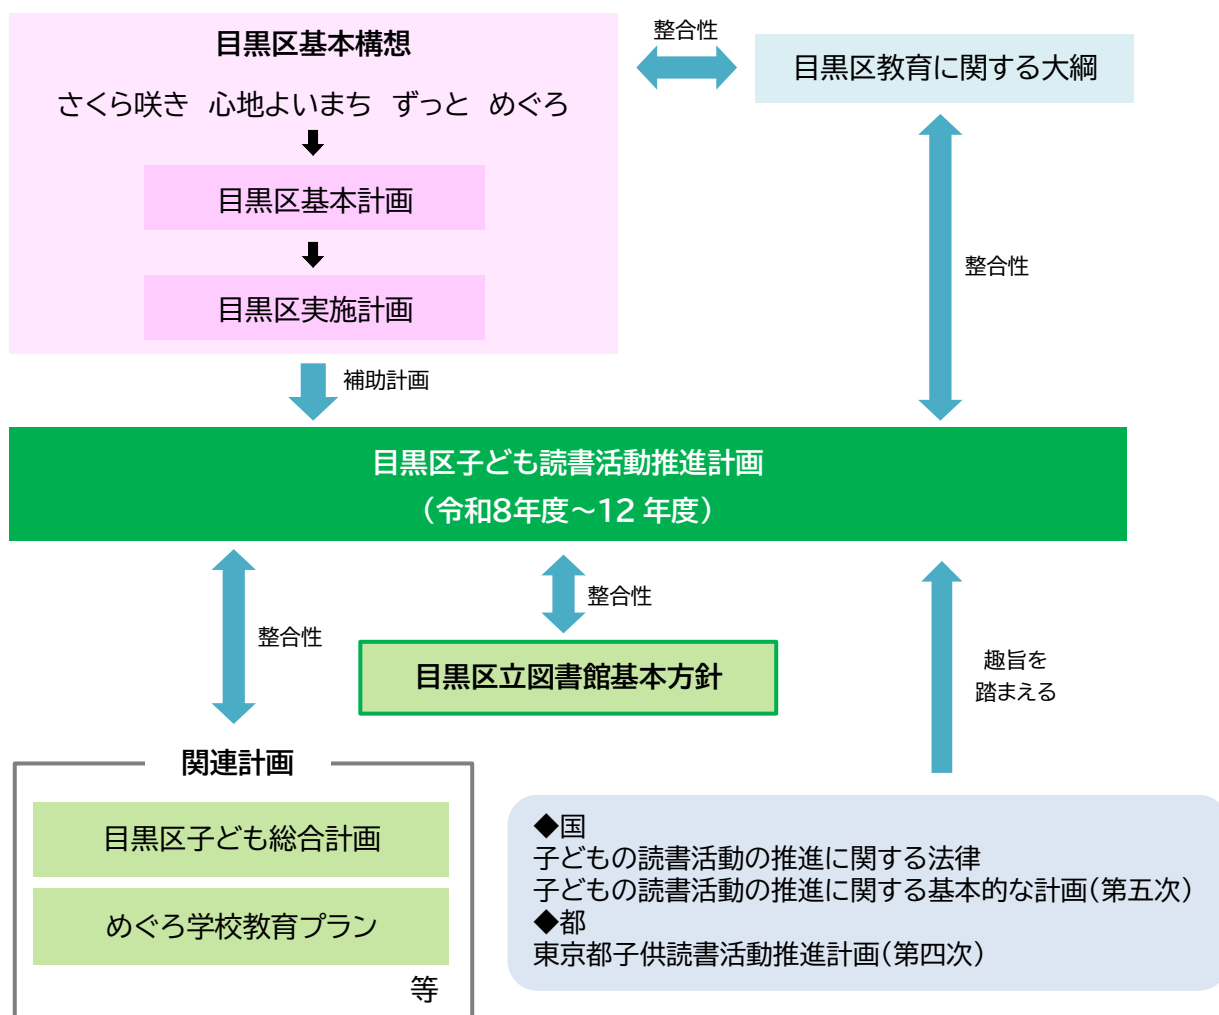 目黒区基本構想
さくら咲き 心地よいまち ずっと めぐろ
目黒区基本計画
目黒区実施計画
整合性
目黒区教育に関する大綱
整合性
補助計画
目黒区子ども読書活動推進計画
（令和8年度～12 年度）
整合性
整合性
目黒区立図書館基本方針
趣旨を
踏まえる
関連計画
目黒区子ども総合計画
めぐろ学校教育プラン
等
◆国
子どもの読書活動の推進に関する法律
子どもの読書活動の推進に関する基本的な計画（第五次）
◆都
東京都子供読書活動推進計画（第四次）